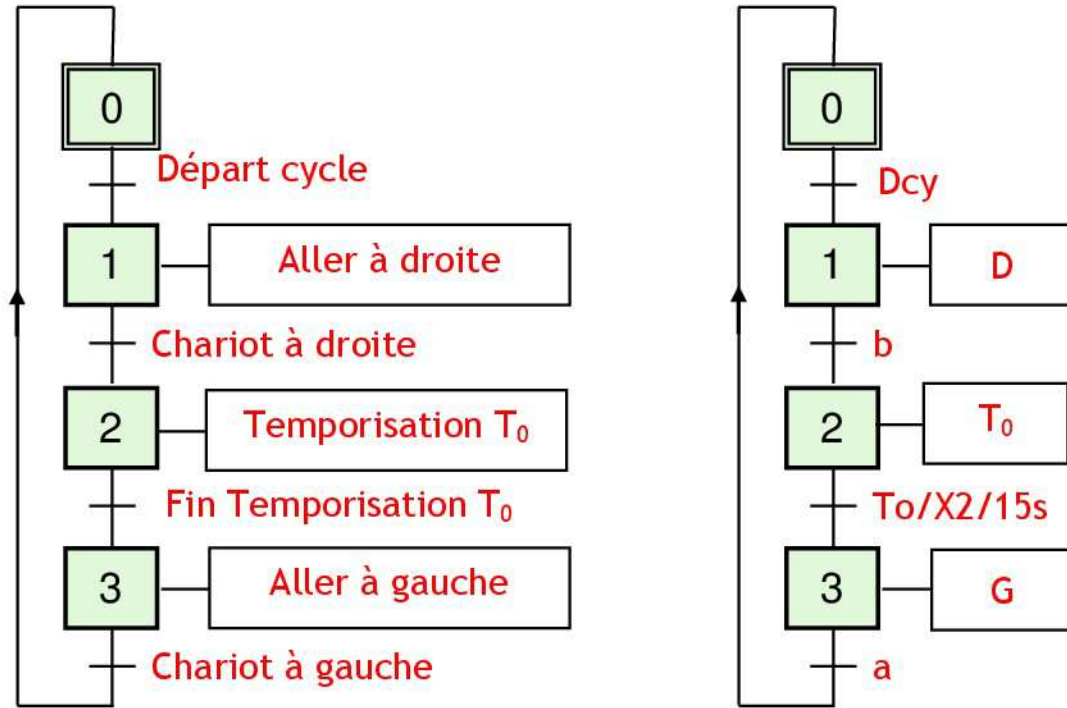 0
Départ cycle
1
Aller à droite
Chariot à droite
2
Temporisation T₀
Fin Temporisation T₀
3
Aller à gauche
Chariot à gauche
0
Dcy
1
D
b
2
T₀
To/X2/15s
3
G
a